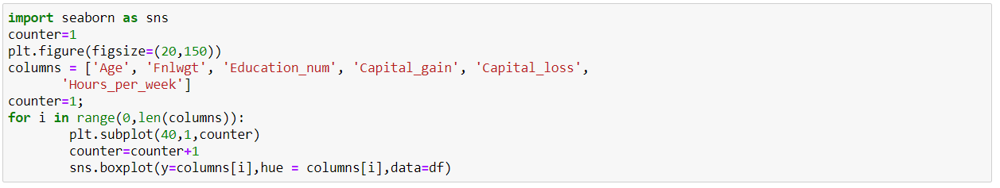 import seaborn as sns
counter=1
plt.figure(figsize=(20,150))
columns = ['Age', 'Fnlwgt', 'Education_num', 'Capital_gain', 'Capital_loss',
       'Hours_per_week']
counter=1;
for i in range(0,len(columns)):
        plt.subplot(40,1,counter)
        counter=counter+1
        sns.boxplot(y=columns[i],hue = columns[i],data=df)